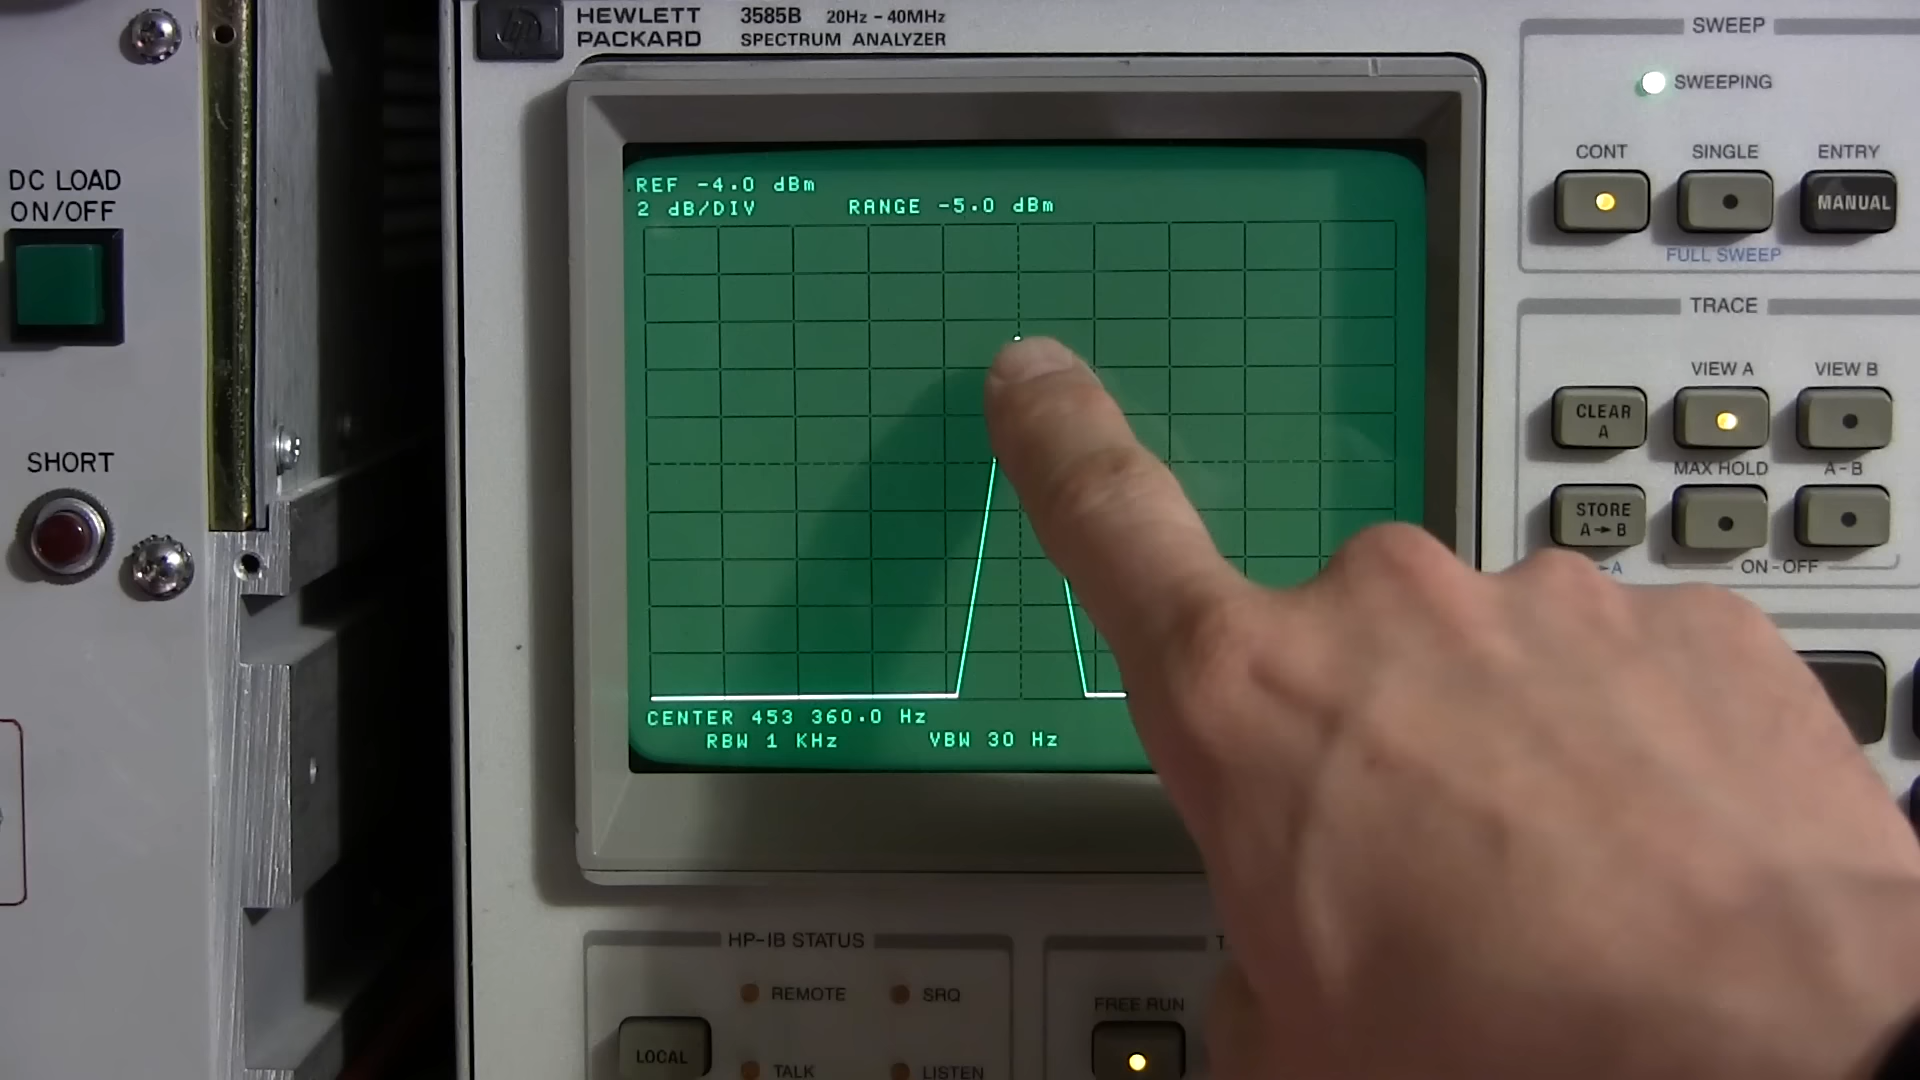 HEWLETT PACKARD
3585B 20Hz - 40MHz
SPECTRUM ANALYZER
hp
REF -4.0 dBm
2 dB/DIV RANGE -5.0 dBm
CENTER 453 360.0 Hz
RBW 1 KHz VBW 30 Hz
DC LOAD
ON/OFF
SHORT
SWEEP
SWEEPING
CONT SINGLE ENTRY
MANUAL
FULL SWEEP
TRACE
VIEW A VIEW B
CLEAR
A
MAX HOLD A-B
STORE
A→B
ON-OFF
HP-IB STATUS
REMOTE SRQ
LOCAL
TALK LISTEN
FREE RUN